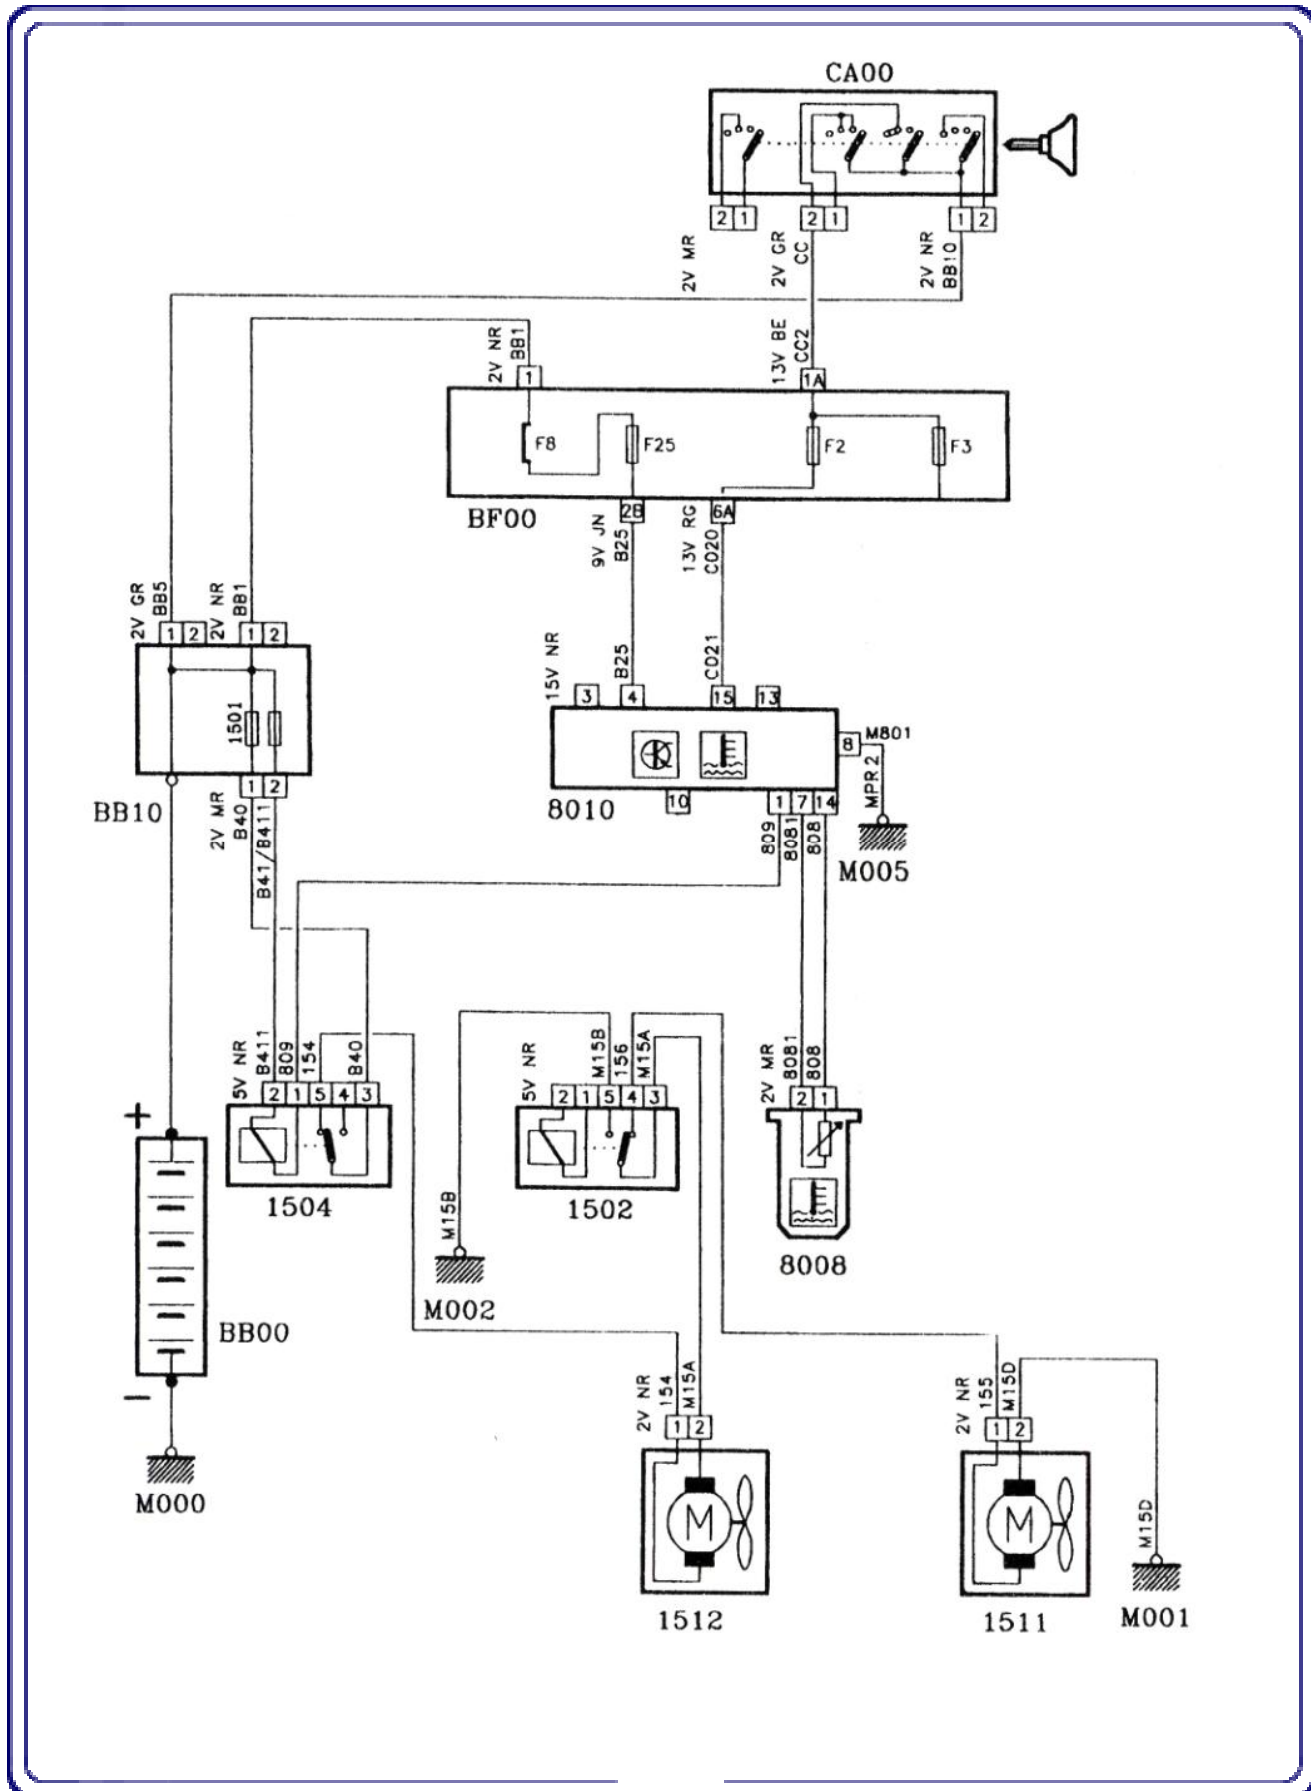 CA00
2 1 2 1 1 2
2V MR
2V GR
CC
2V NR
BB10
2V NR
BB1
13V BE
CC2
1 1A
F8 F25 F2 F3
BF00
2B 6A
9V JN
B25
13V RG
C020
2V GR
BB5
2V NR
BB1
1 2 1 2
15V NR
B25
C021
3 4 15 13
1501
8 M801
MPR2
1 2
BB10
2V MR
B40
B41/B411
8010
10 1 7 14
809
8081
808
M005
5V NR
B411
809
154
B40
5V NR
M15B
156
M15A
2V MR
8081
808
2 1 5 4 3
2 1 5 4 3
2 1
+
1504
1502
M15B
8008
M002
BB00
–
2V NR
154
M15A
2V NR
155
M15D
1 2 1 2
M000
M M
M15D
1512
1511
M001